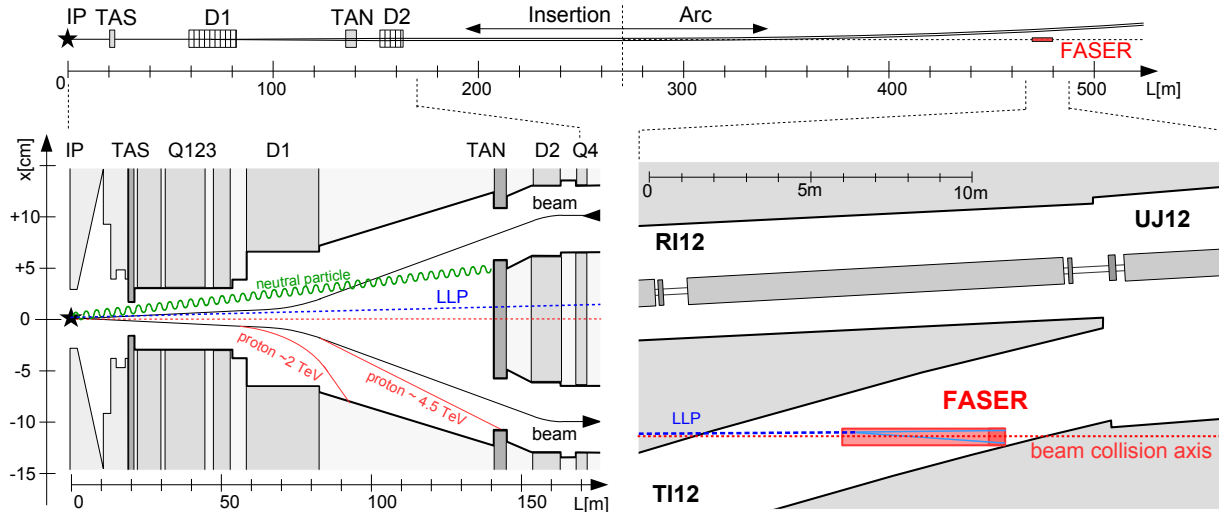 IP TAS D1 TAN D2 Insertion Arc
FASER
0 100 200 280 300 400 500 L[m]
IP TAS Q123 D1 TAN D2 Q4
x[cm]
+10
+5
0
-5
-10
-15
beam
neutral particle
LLP
proton ~2 TeV
proton ~ 4.5 TeV
beam
0 50 100 150 L[m]
0 5m 10m
RI12
UJ12
FASER
LLP
beam collision axis
TI12